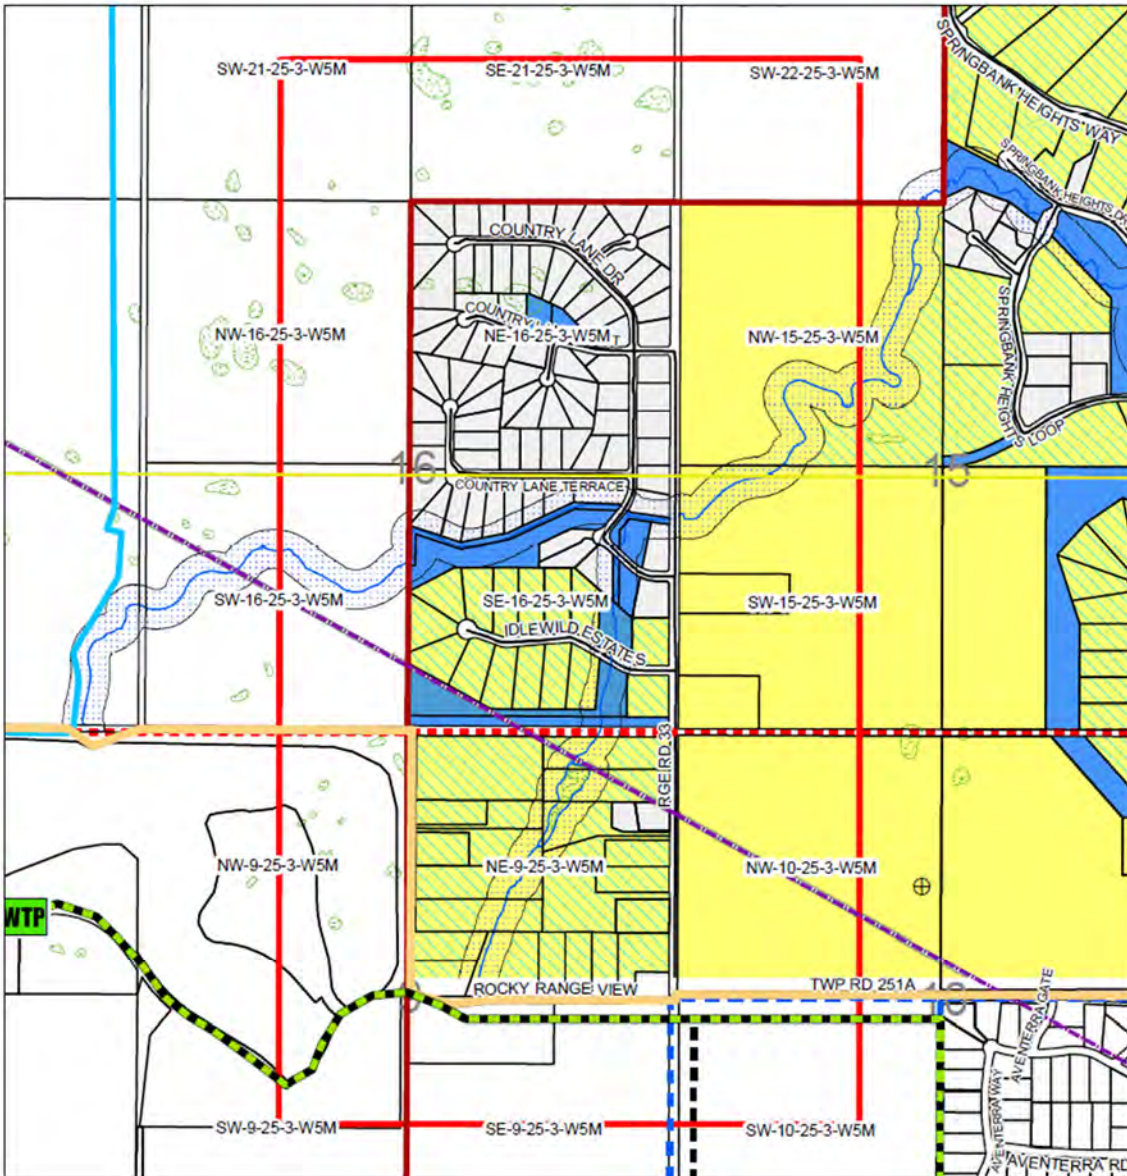 SPRINGBANK HEIGHTS WAY
SW-21-25-3-W5M
SE-21-25-3-W5M
SW-22-25-3-W5M
SPRINGBANK HEIGHTS DR
COUNTRY LANE DR
COUNTRY
NW-16-25-3-W5M
NE-16-25-3-W5M
NW-15-25-3-W5M
SPRINGBANK HEIGHTS LOOP
16
15
COUNTRY LANE TERRACE
SW-16-25-3-W5M
SE-16-25-3-W5M
SW-15-25-3-W5M
IDLEWILD ESTATES
RGE RD 33
NW-9-25-3-W5M
NE-9-25-3-W5M
NW-10-25-3-W5M
WTP
ROCKY RANGE VIEW
TWP RD 251A
AVENTERRA GATE
AVENTERRA WAY
SW-9-25-3-W5M
SE-9-25-3-W5M
SW-10-25-3-W5M
AVENTERRA RD